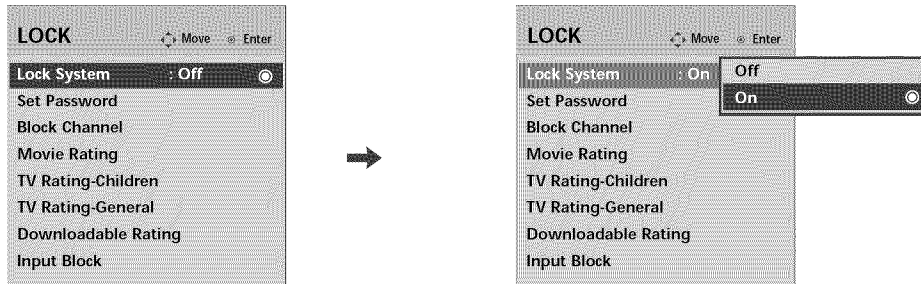 LOCK Move Enter
Lock System : Off
Set Password
Block Channel
Movie Rating
TV Rating-Children
TV Rating-General
Downloadable Rating
Input Block
LOCK Move Enter
Lock System : On
Off
On
Set Password
Block Channel
Movie Rating
TV Rating-Children
TV Rating-General
Downloadable Rating
Input Block